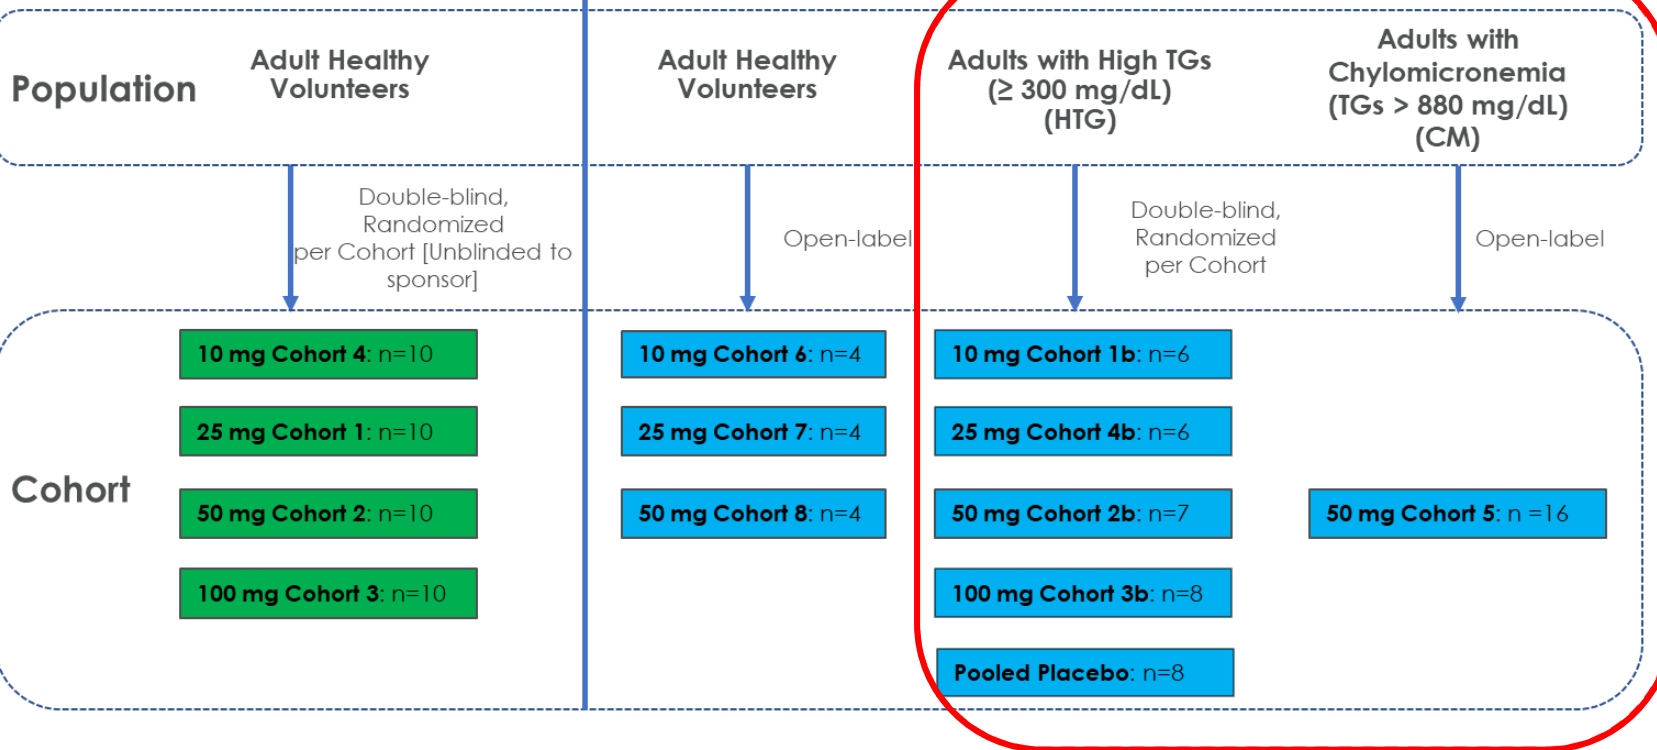 Population
Adult Healthy
Volunteers
Adult Healthy
Volunteers
Adults with High TGs
(≥ 300 mg/dL)
(HTG)
Adults with
Chylomicronemia
(TGs > 880 mg/dL)
(CM)
Double-blind,
Randomized
per Cohort [Unblinded to
sponsor]
Open-label
Double-blind,
Randomized
per Cohort
Open-label
Cohort
10 mg Cohort 4: n=10
25 mg Cohort 1: n=10
50 mg Cohort 2: n=10
100 mg Cohort 3: n=10
10 mg Cohort 6: n=4
25 mg Cohort 7: n=4
50 mg Cohort 8: n=4
10 mg Cohort 1b: n=6
25 mg Cohort 4b: n=6
50 mg Cohort 2b: n=7
100 mg Cohort 3b: n=8
Pooled Placebo: n=8
50 mg Cohort 5: n =16